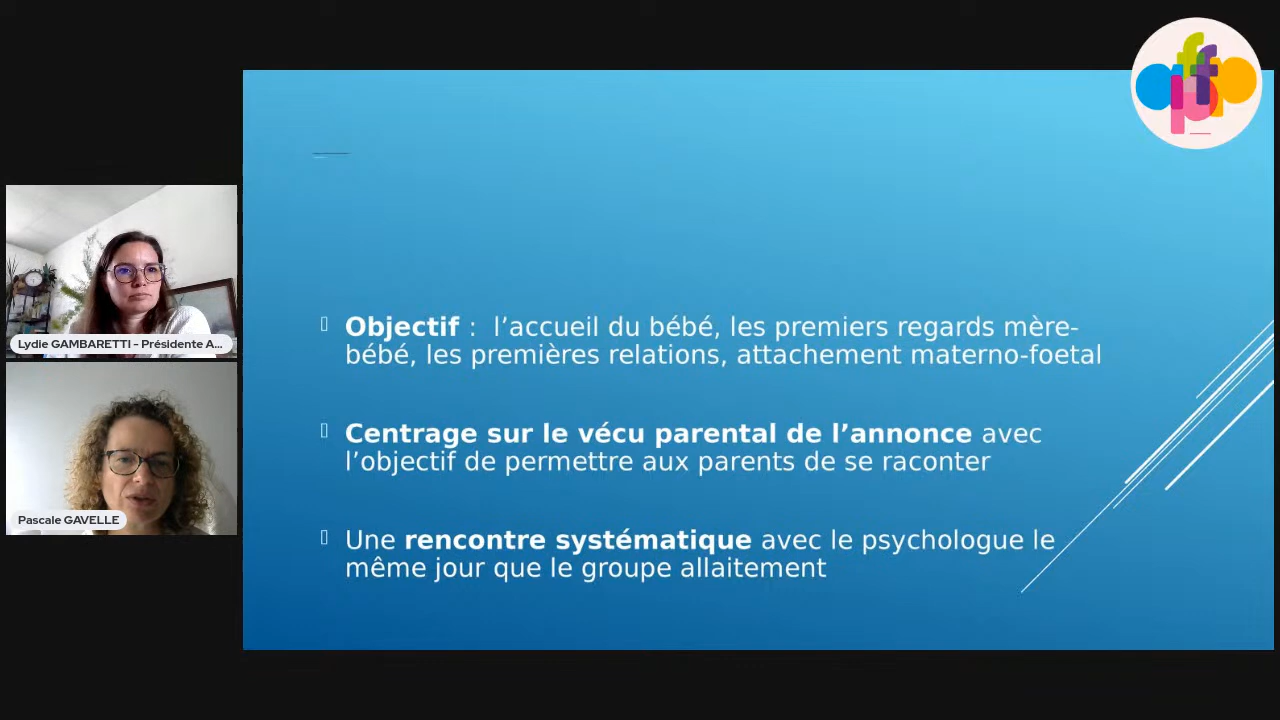 Objectif :  l’accueil du bébé, les premiers regards mère-
bébé, les premières relations, attachement materno-foetal
Centrage sur le vécu parental de l’annonce avec
l’objectif de permettre aux parents de se raconter
Une rencontre systématique avec le psychologue le
même jour que le groupe allaitement
Lydie GAMBARETTI - Présidente A...
Pascale GAVELLE